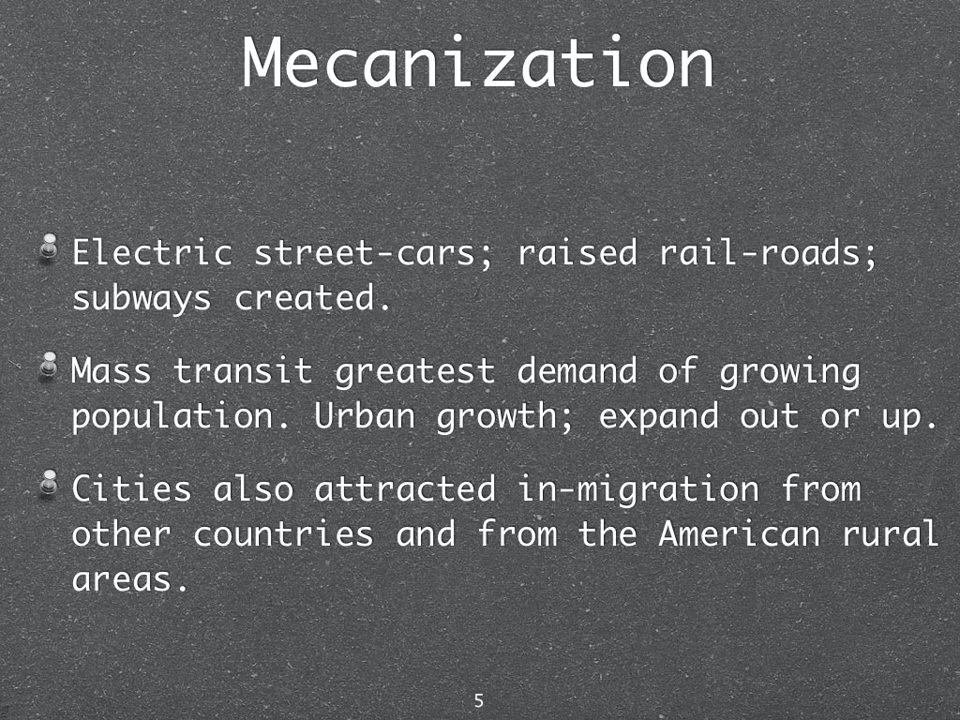 Mecanization
Electric street-cars; raised rail-roads;
subways created.
Mass transit greatest demand of growing
population. Urban growth; expand out or up.
Cities also attracted in-migration from
other countries and from the American rural
areas.
5